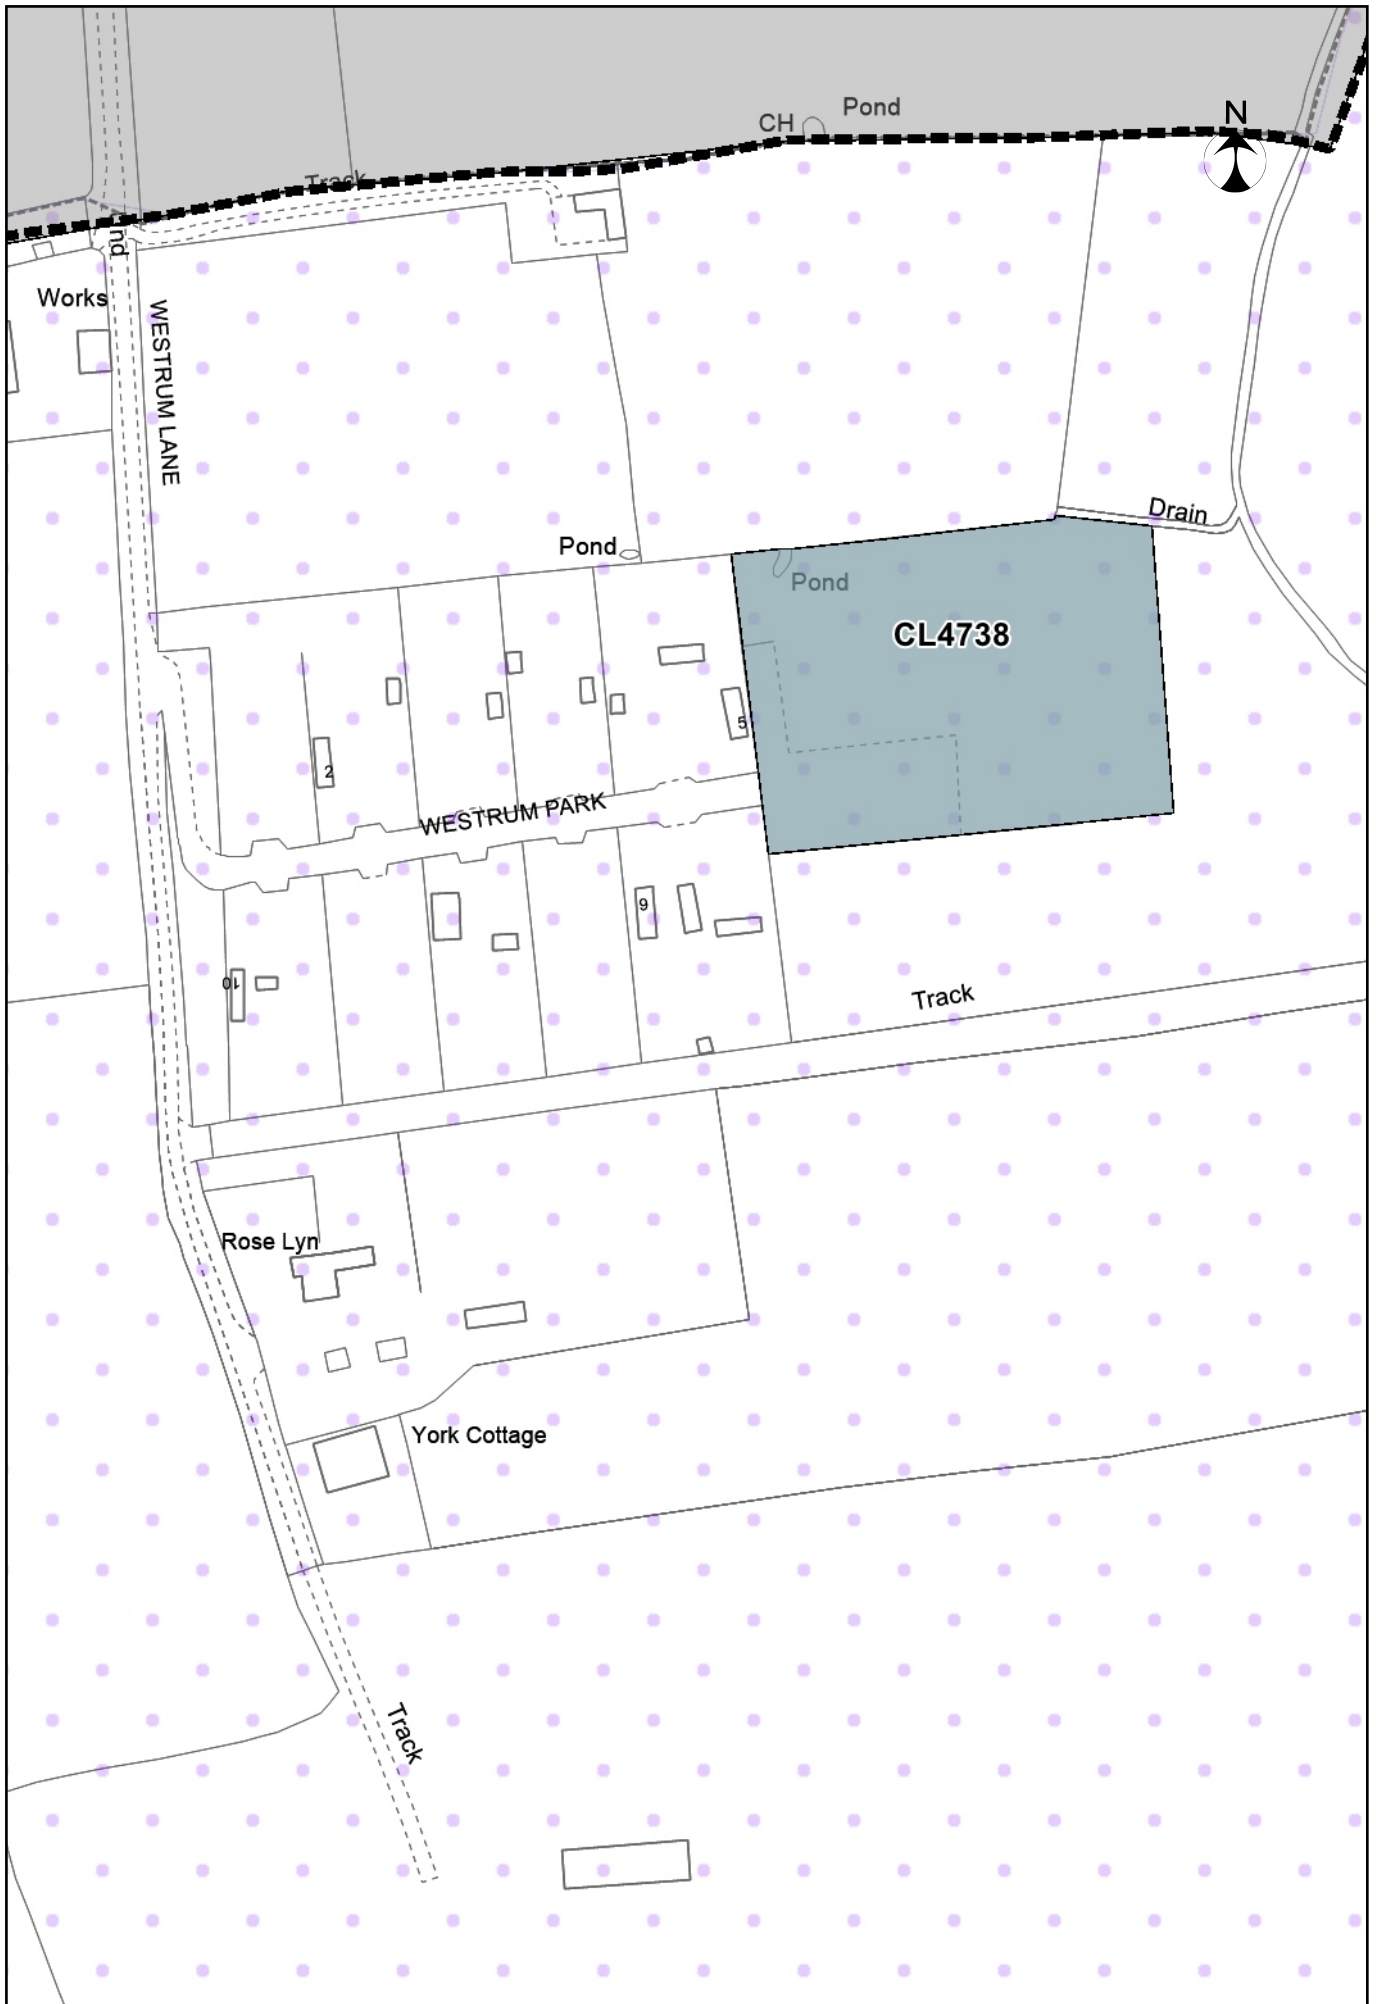 Pond
CH
N
Track
nd
Works
WESTRUM LANE
Drain
Pond
Pond
CL4738
5
2
WESTRUM PARK
9
10
Track
Rose Lyn
York Cottage
Track